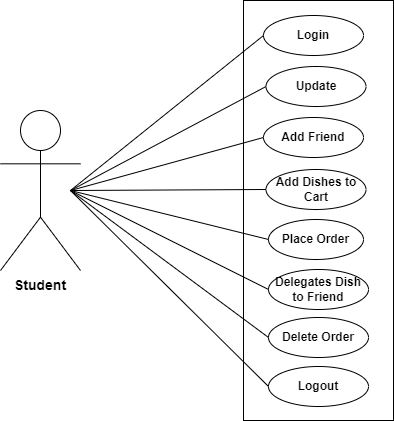 Login
Update
Add Friend
Add Dishes to
Cart
Place Order
Delegates Dish
to Friend
Delete Order
Logout
Student